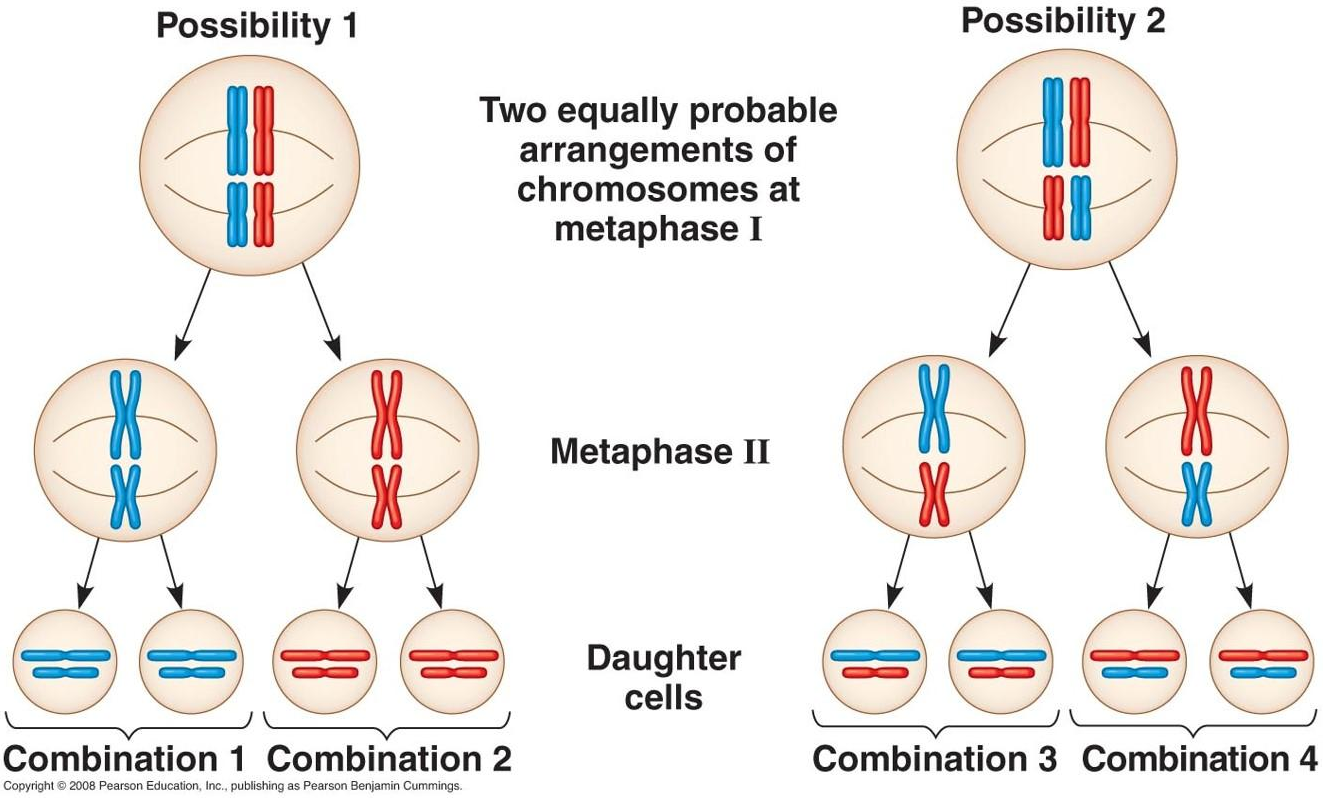 Possibility 1
Possibility 2
Two equally probable
arrangements of
chromosomes at
metaphase I
Metaphase II
Daughter
cells
Combination 1
Combination 2
Combination 3
Combination 4
Copyright © 2008 Pearson Education, Inc., publishing as Pearson Benjamin Cummings.